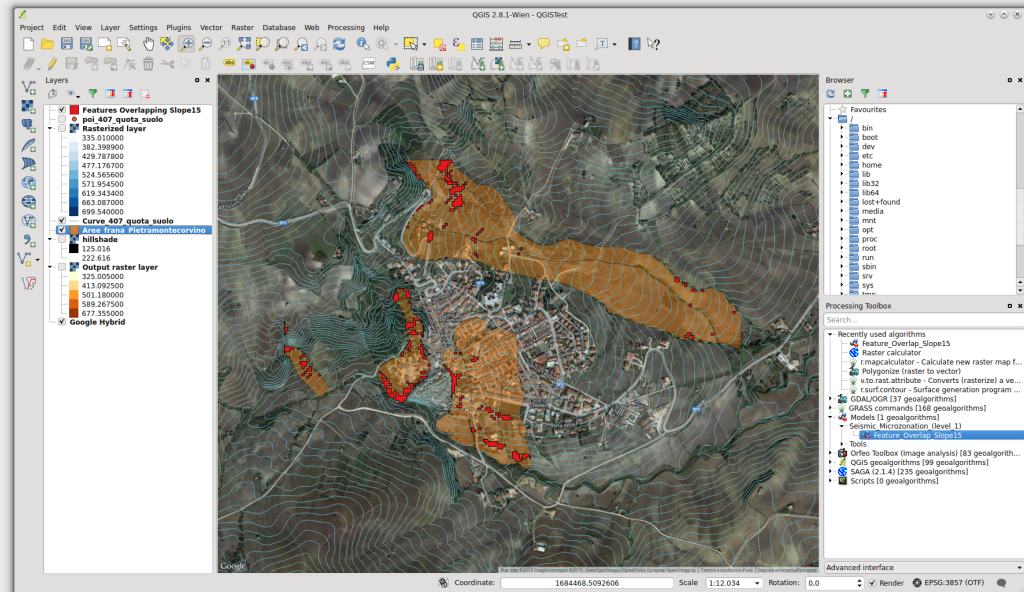 QGIS 2.8.1-Wien - QGISTest
Project Edit View Layer Settings Plugins Vector Raster Database Web Processing Help
CSW
Layers
Features Overlapping Slope15
poi_407_quota_suolo
Rasterized layer
335.010000
382.398900
429.787800
477.176700
524.565600
571.954500
619.343400
663.087000
699.540000
Curve_407_quota_suolo
Aree_frana_Pietramontecorvino
hillshade
125.016
222.616
Output raster layer
325.005000
413.092500
501.180000
589.267500
677.355000
Google Hybrid
Google
Browser
Favourites
/
bin
boot
dev
etc
home
lib
lib32
lib64
lost+found
media
mnt
opt
proc
root
run
sbin
srv
sys
Processing Toolbox
Search...
Recently used algorithms
Feature_Overlap_Slope15
Raster calculator
r.mapcalculator - Calculate new raster map f...
Polygonize (raster to vector)
v.to.rast.attribute - Converts (rasterize) a ve...
r.surf.contour - Surface generation program ...
GDAL/OGR [37 geoalgorithms]
GRASS commands [168 geoalgorithms]
Models [1 geoalgorithms]
Seismic_Microzonation_(level_1)
Feature_Overlap_Slope15
Tools
Orfeo Toolbox (Image analysis) [83 geoalgorith...
QGIS geoalgorithms [99 geoalgorithms]
SAGA (2.1.4) [235 geoalgorithms]
Scripts [0 geoalgorithms]
Advanced interface
Coordinate: 1684468,5092606 Scale 1:12.034 Rotation: 0,0 Render EPSG:3857 (OTF)